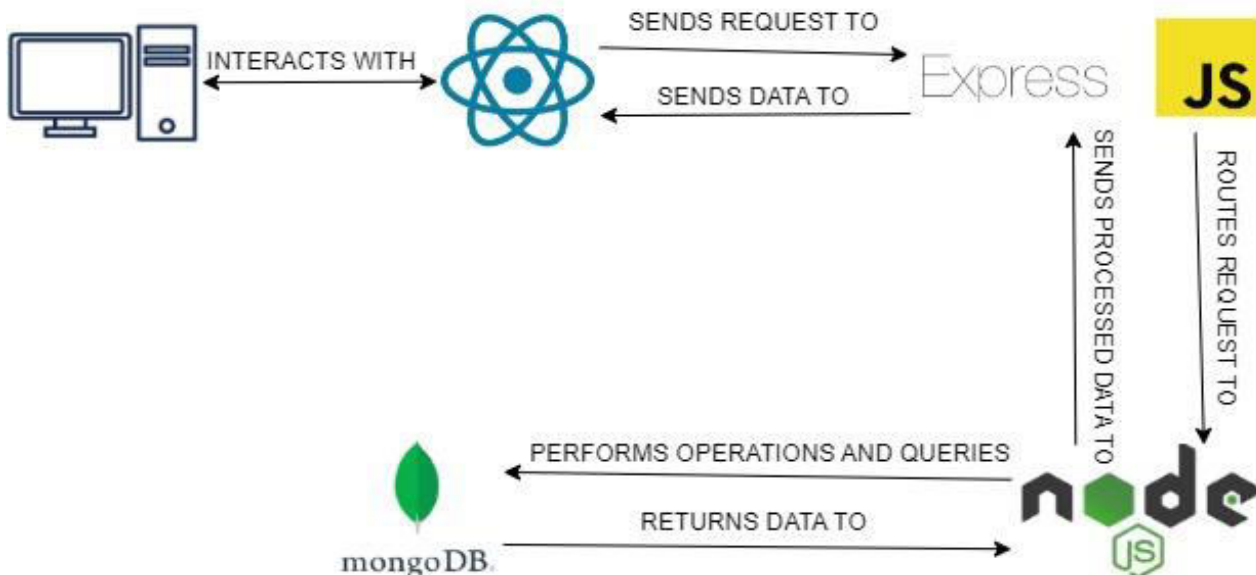 SENDS REQUEST TO
INTERACTS WITH
SENDS DATA TO
Express
JS
SENDS PROCESSED DATA TO
ROUTES REQUEST TO
PERFORMS OPERATIONS AND QUERIES
RETURNS DATA TO
node
JS
mongoDB.